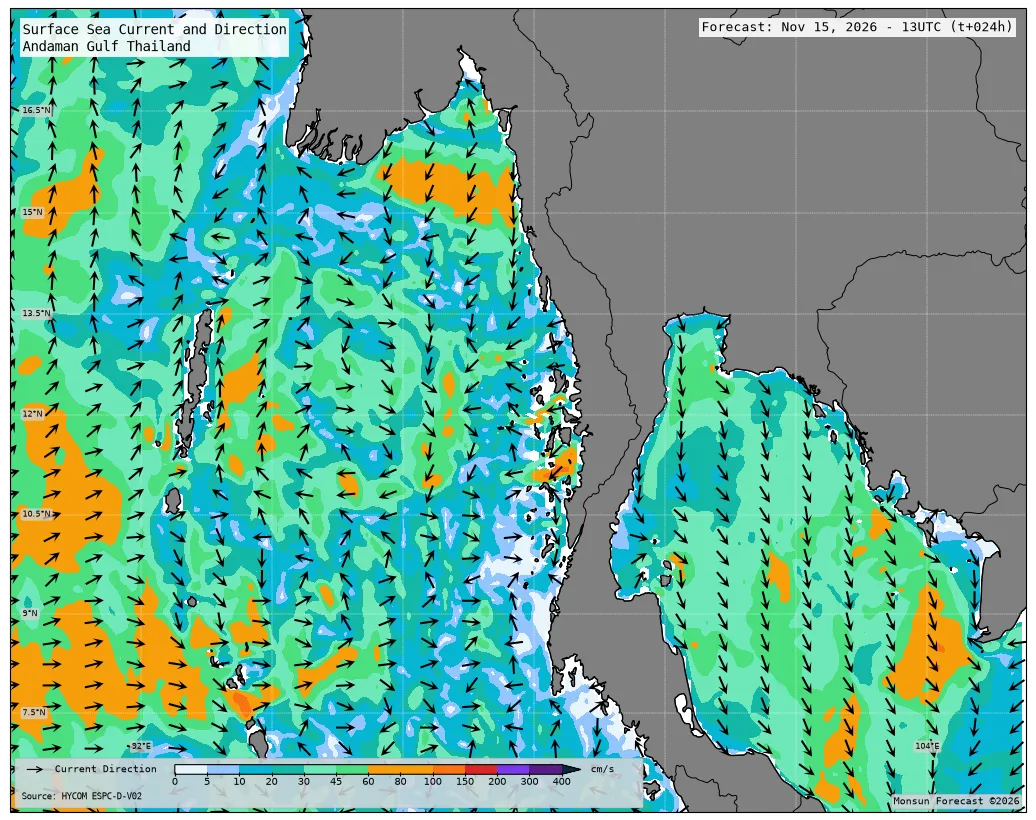 Surface Sea Current and Direction
Andaman Gulf Thailand
Forecast: Nov 15, 2026 - 13UTC (t+024h)
16.5°N
15°N
13.5°N
12°N
10.5°N
9°N
7.5°N
92°E
104°E
Current Direction
0 5 10 20 30 45 60 80 100 150 200 300 400 cm/s
Source: HYCOM ESPC-D-V02
Monsun Forecast ©2026